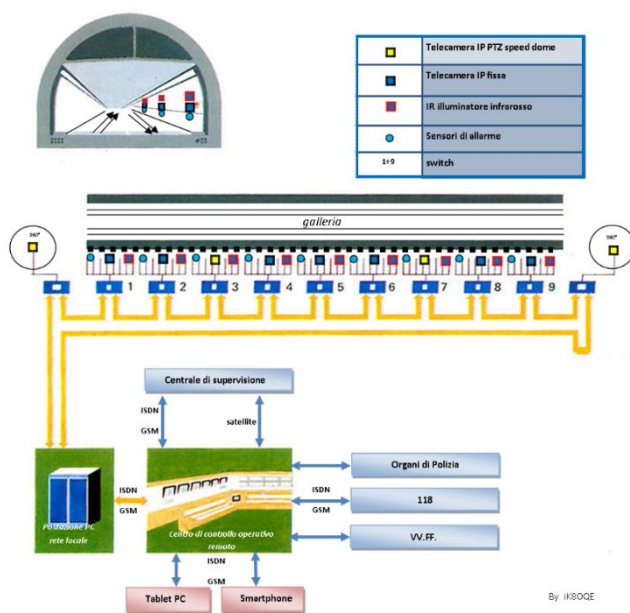 Telecamera IP PTZ speed dome
Telecamera IP fissa
IR illuminatore infrarosso
Sensori di allarme
1÷9 switch
galleria
360°
360°
1 2 3 4 5 6 7 8 9
Centrale di supervisione
ISDN
GSM
satellite
Organi di Polizia
ISDN
118
GSM
VV.FF.
ISDN
GSM
Postazione PC
rete locale
Centro di controllo operativo
remoto
ISDN
GSM
Tablet PC
Smartphone
By iK8OQE